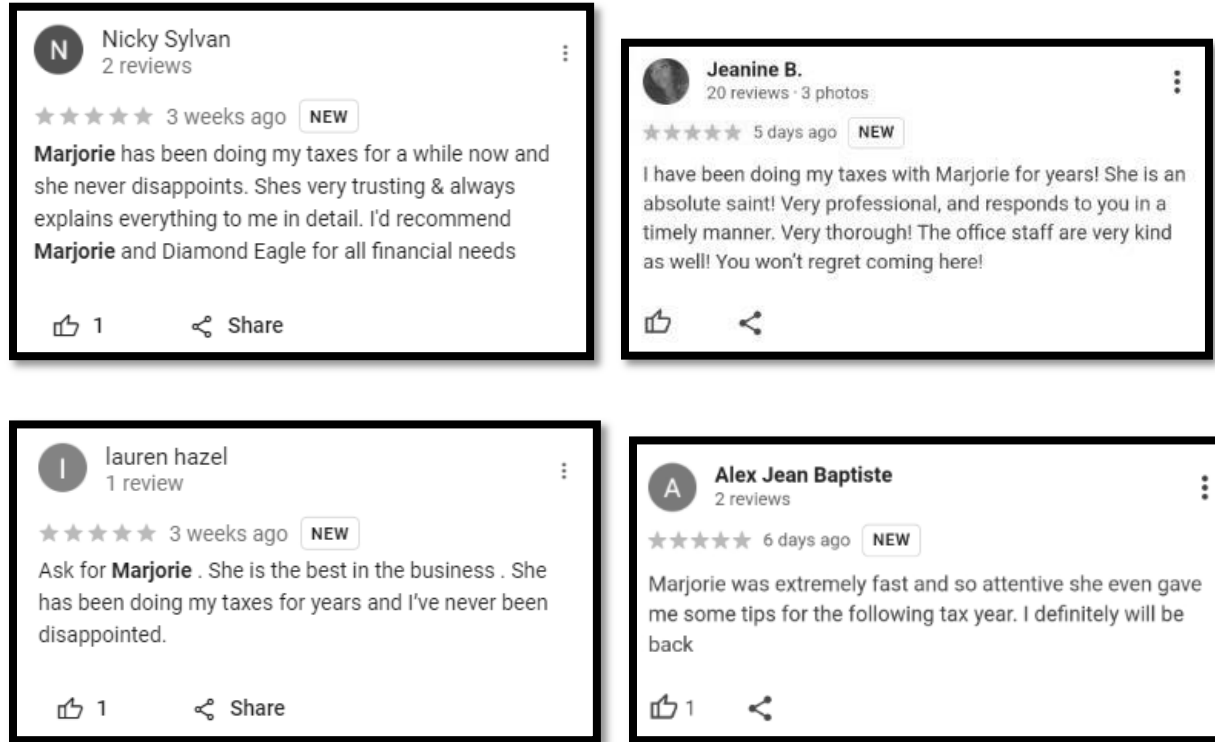 N
Nicky Sylvan
2 reviews
3 weeks ago NEW
Marjorie has been doing my taxes for a while now and
she never disappoints. Shes very trusting & always
explains everything to me in detail. I'd recommend
Marjorie and Diamond Eagle for all financial needs
1 Share
Jeanine B.
20 reviews · 3 photos
5 days ago NEW
I have been doing my taxes with Marjorie for years! She is an
absolute saint! Very professional, and responds to you in a
timely manner. Very thorough! The office staff are very kind
as well! You won't regret coming here!
l
lauren hazel
1 review
3 weeks ago NEW
Ask for Marjorie . She is the best in the business . She
has been doing my taxes for years and I've never been
disappointed.
1 Share
A
Alex Jean Baptiste
2 reviews
6 days ago NEW
Marjorie was extremely fast and so attentive she even gave
me some tips for the following tax year. I definitely will be
back
1